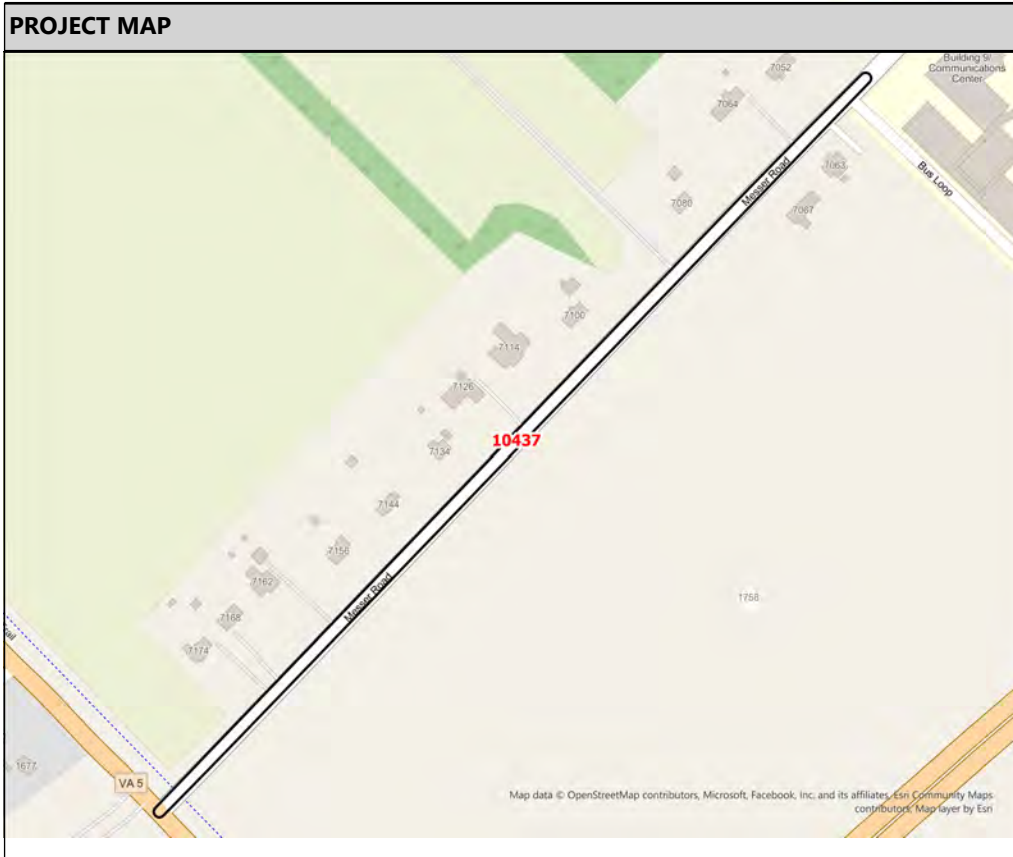 PROJECT MAP
Building 9/
Communications
Center
7052
7064
Messer Road
7063
Bus Loop
7080
7067
7100
7114
7126
10437
7134
7144
7156
Messer Road
7162
1758
7168
7174
rail
1677
VA 5
Map data © OpenStreetMap contributors, Microsoft, Facebook, Inc. and its affiliates, Esri Community Maps
contributors, Map layer by Esri